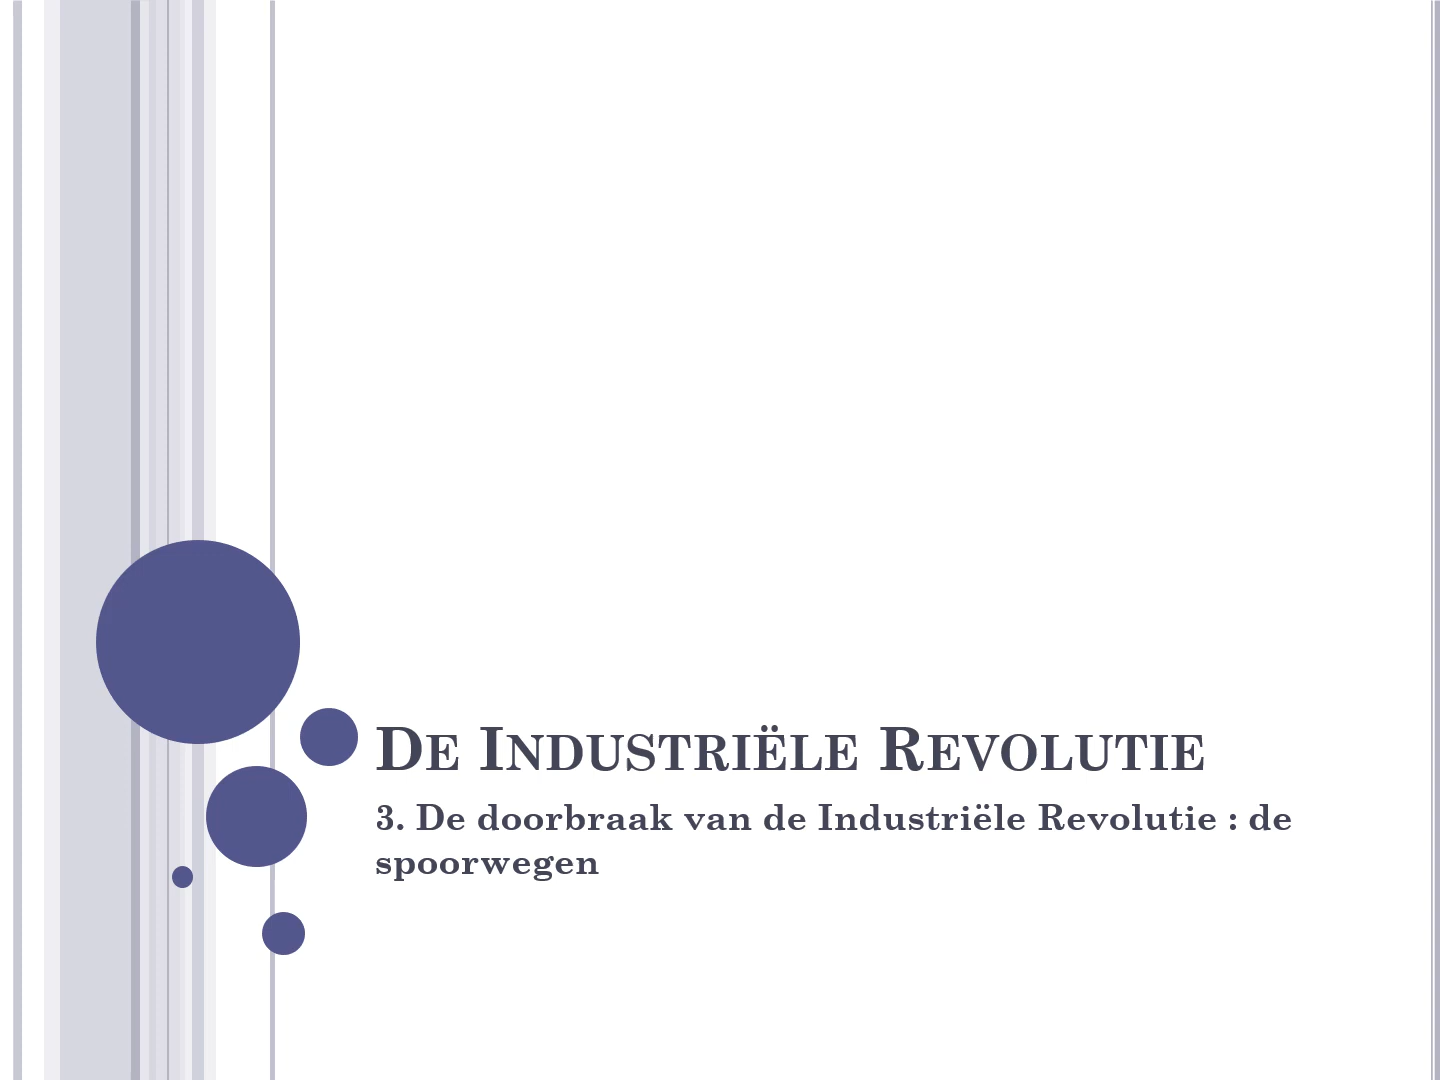 De Industriële Revolutie
3. De doorbraak van de Industriële Revolutie : de
spoorwegen